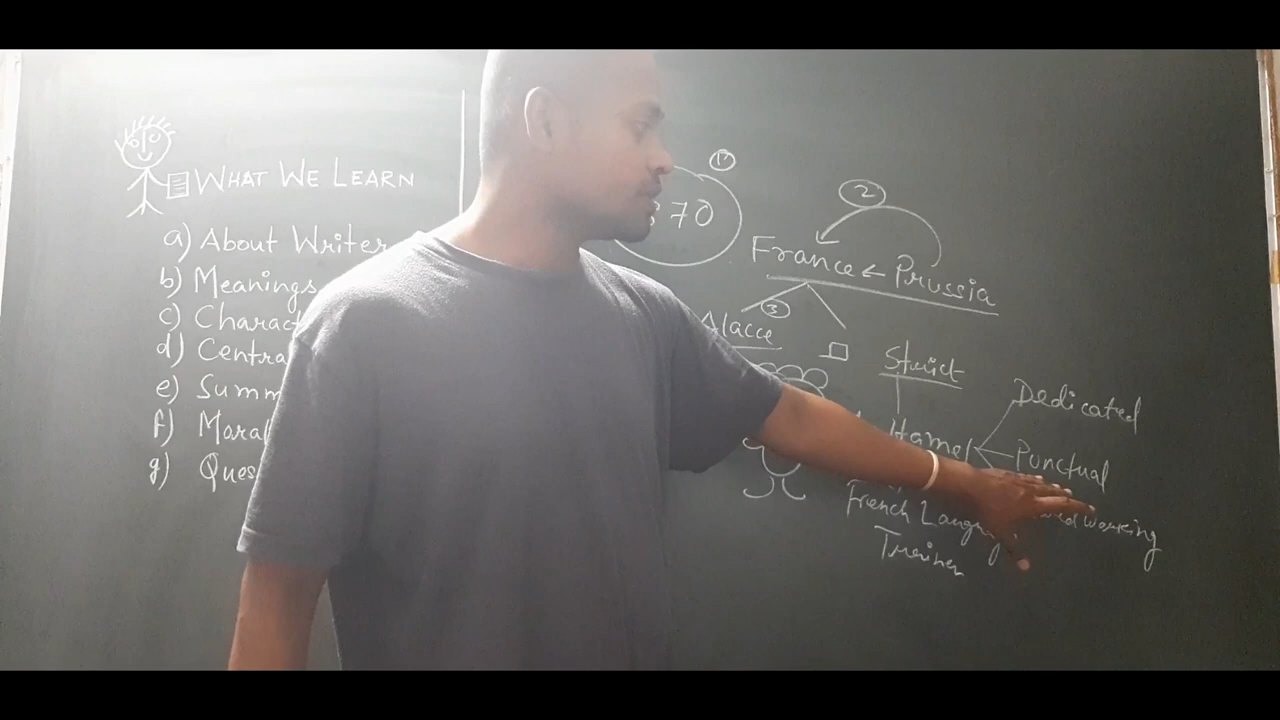 WHAT WE LEARN
a) About Writer
b) Meanings
c) Charact
d) Centra
e) Summ
f) Moral
g) Ques
1
70
2
France ← Prussia
3
Alacce
Strict
Hamel
Dedicated
Punctual
working
French Langu
Trainer